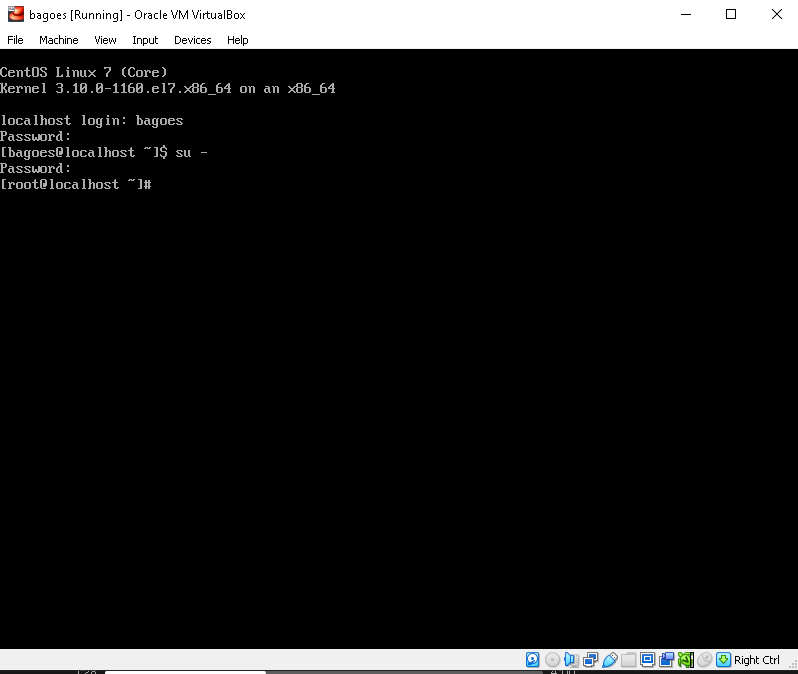 bagoes [Running] - Oracle VM VirtualBox
File Machine View Input Devices Help
CentOS Linux 7 (Core)
Kernel 3.10.0-1160.el7.x86_64 on an x86_64
localhost login: bagoes
Password:
[bagoes@localhost ~]$ su -
Password:
[root@localhost ~]#
Right Ctrl